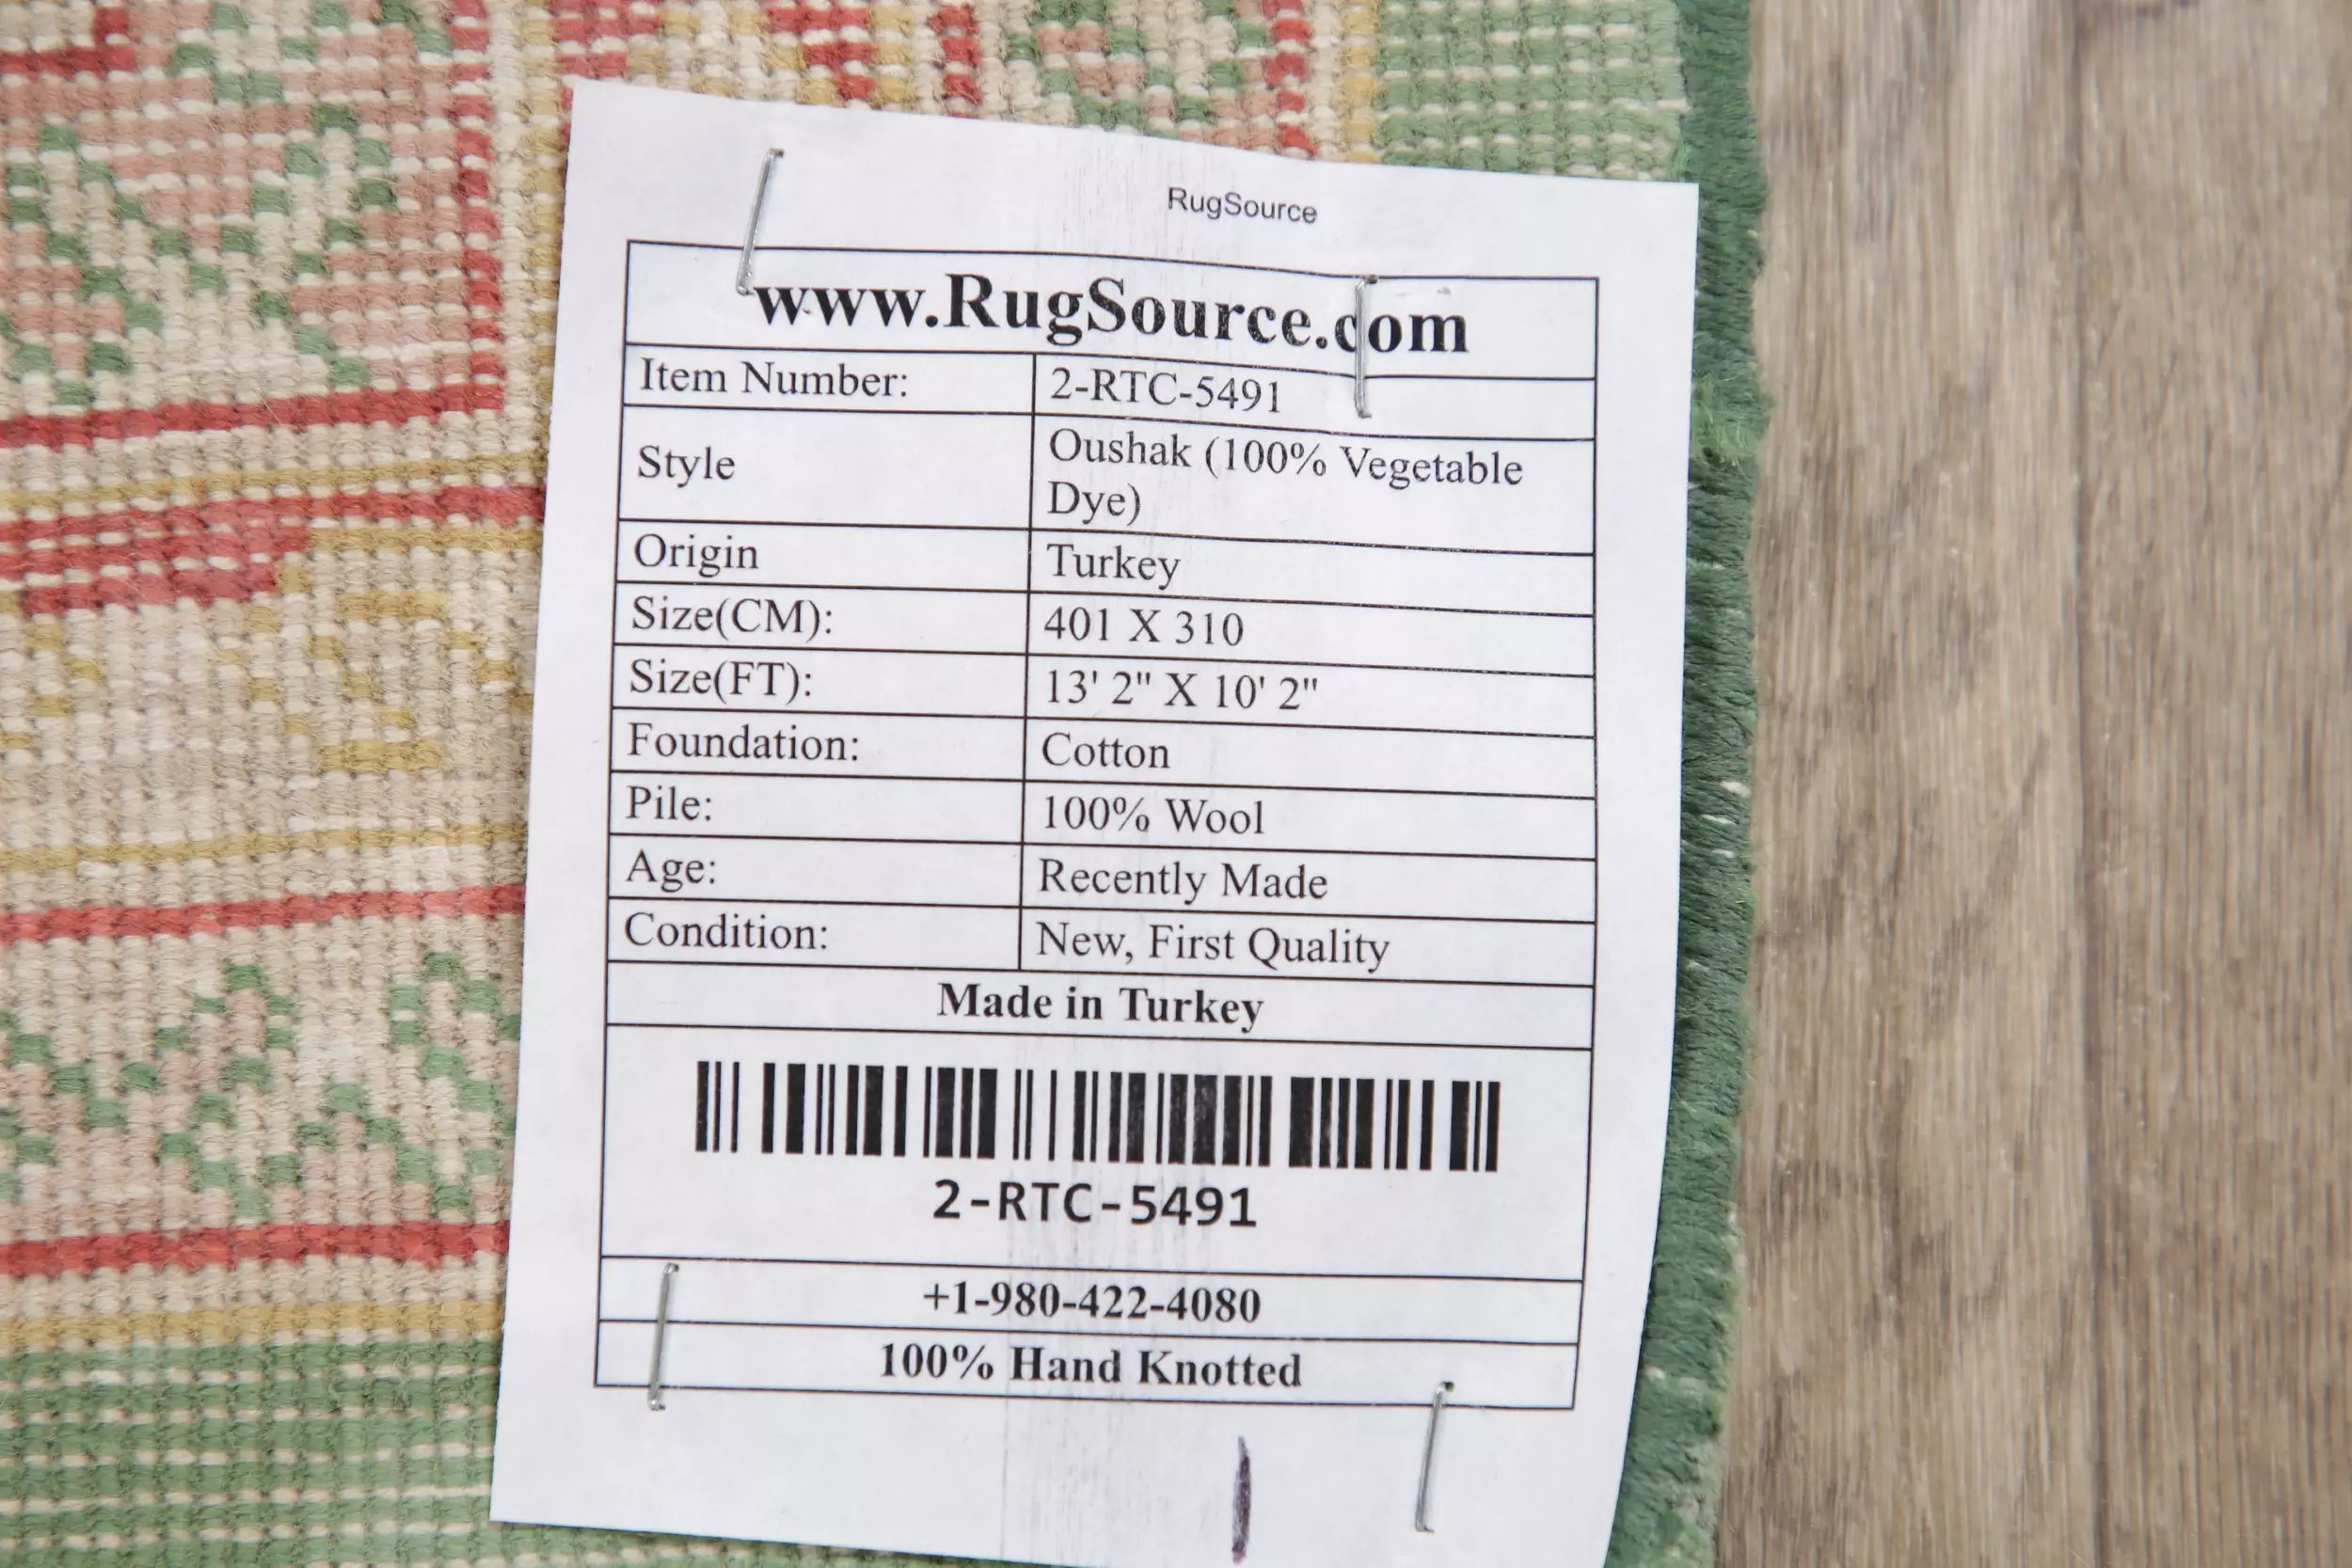 RugSource
www.RugSource.com
Item Number: 2-RTC-5491
Style Oushak (100% Vegetable
Dye)
Origin Turkey
Size(CM): 401 X 310
Size(FT): 13' 2" X 10' 2"
Foundation: Cotton
Pile: 100% Wool
Age: Recently Made
Condition: New, First Quality
Made in Turkey
2-RTC-5491
+1-980-422-4080
100% Hand Knotted